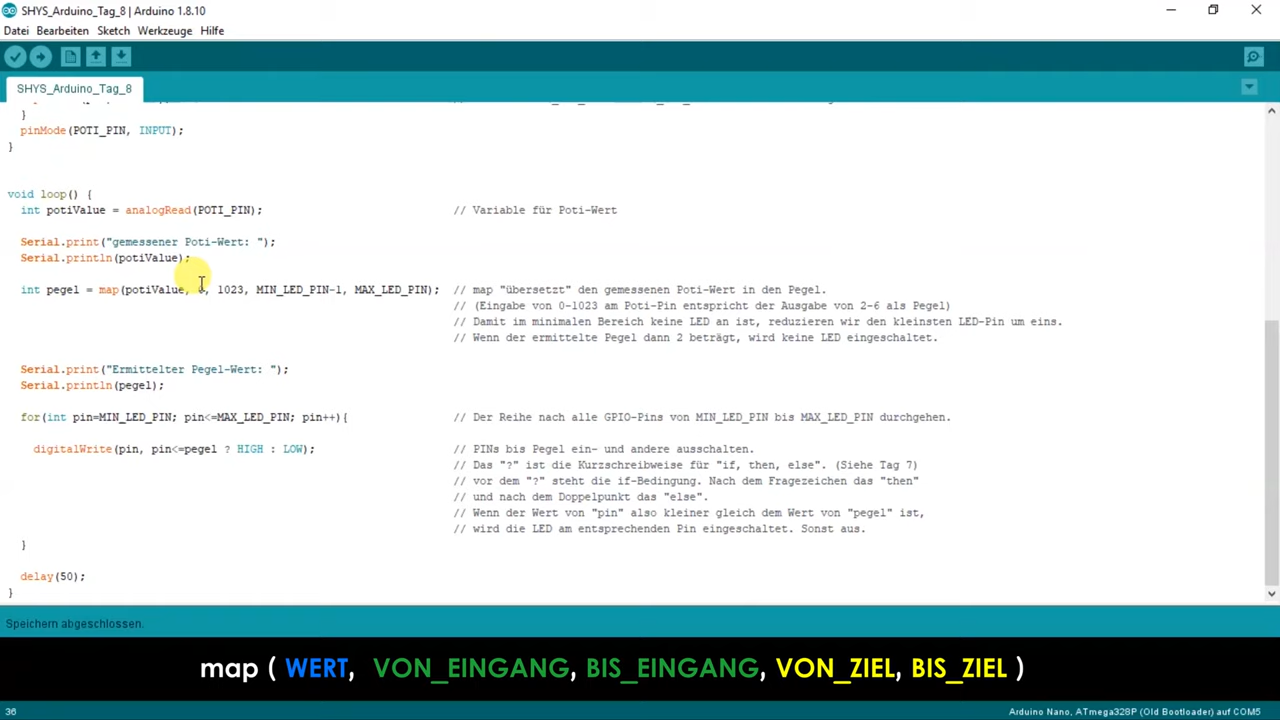 SHYS_Arduino_Tag_8 | Arduino 1.8.10
Datei Bearbeiten Sketch Werkzeuge Hilfe
SHYS_Arduino_Tag_8
}
pinMode(POTI_PIN, INPUT);
}
void loop() {
int potiValue = analogRead(POTI_PIN); // Variable für Poti-Wert
Serial.print("gemessener Poti-Wert: ");
Serial.println(potiValue);
int pegel = map(potiValue, 0, 1023, MIN_LED_PIN-1, MAX_LED_PIN); // map "übersetzt" den gemessenen Poti-Wert in den Pegel.
// (Eingabe von 0-1023 am Poti-Pin entspricht der Ausgabe von 2-6 als Pegel)
// Damit im minimalen Bereich keine LED an ist, reduzieren wir den kleinsten LED-Pin um eins.
// Wenn der ermittelte Pegel dann 2 beträgt, wird keine LED eingeschaltet.
Serial.print("Ermittelter Pegel-Wert: ");
Serial.println(pegel);
for(int pin=MIN_LED_PIN; pin<=MAX_LED_PIN; pin++){ // Der Reihe nach alle GPIO-Pins von MIN_LED_PIN bis MAX_LED_PIN durchgehen.
digitalWrite(pin, pin<=pegel ? HIGH : LOW); // PINs bis Pegel ein- und andere ausschalten.
// Das "?" ist die Kurzschreibweise für "if, then, else". (Siehe Tag 7)
// vor dem "?" steht die if-Bedingung. Nach dem Fragezeichen das "then"
// und nach dem Doppelpunkt das "else".
// Wenn der Wert von "pin" also kleiner gleich dem Wert von "pegel" ist,
// wird die LED am entsprechenden Pin eingeschaltet. Sonst aus.
}
delay(50);
}
Speichern abgeschlossen.
map ( WERT, VON_EINGANG, BIS_EINGANG, VON_ZIEL, BIS_ZIEL )
36 Arduino Nano, ATmega328P (Old Bootloader) auf COM5